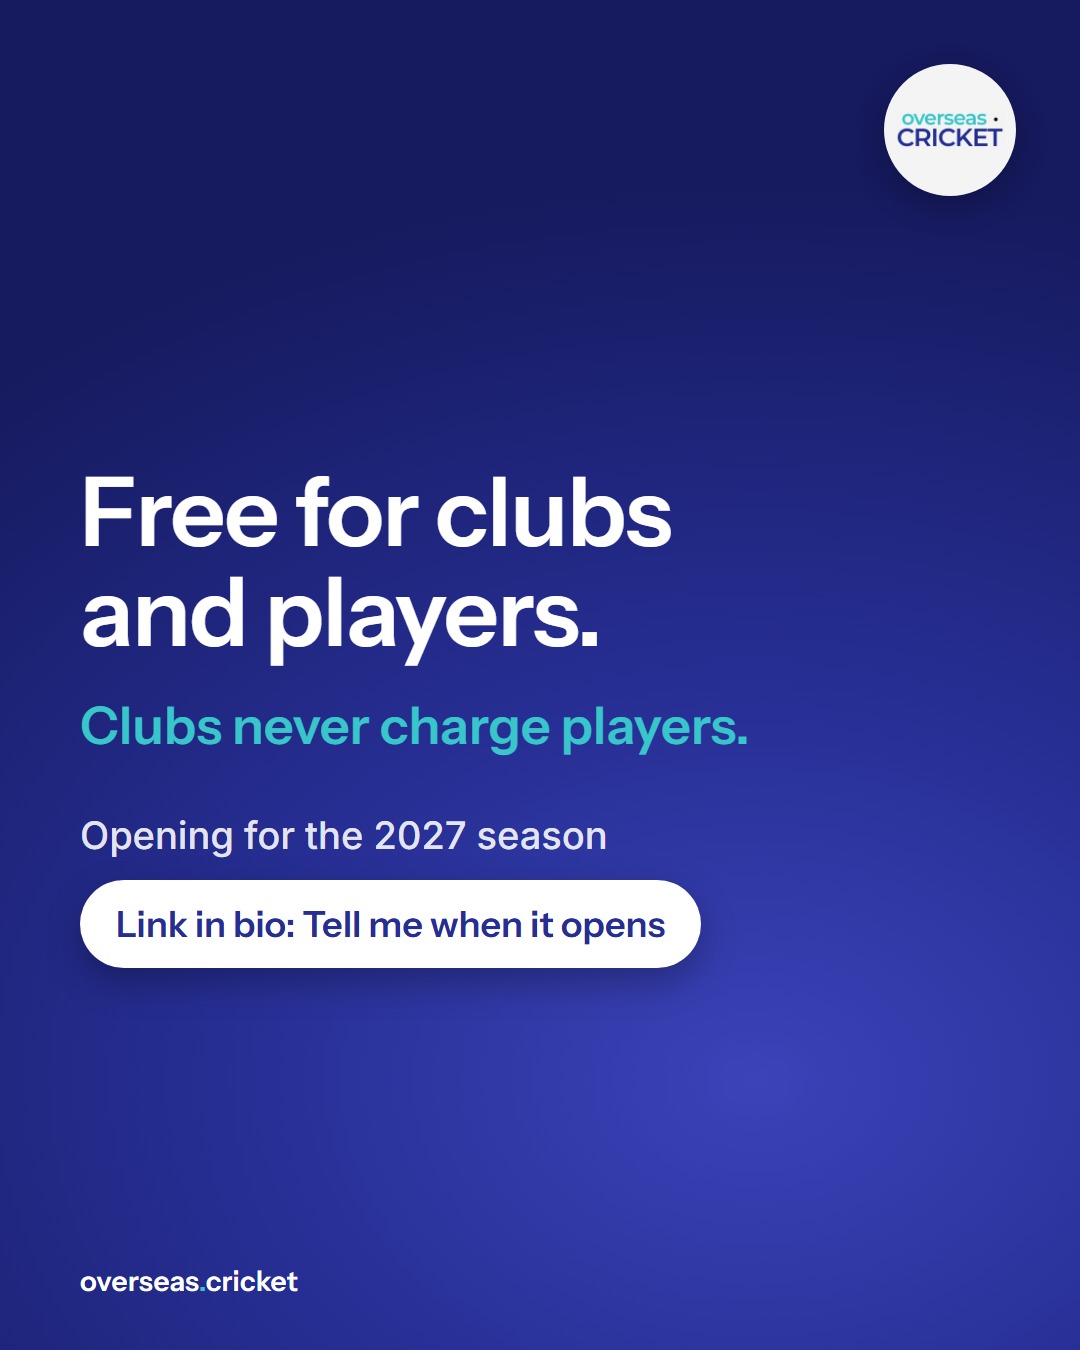 overseas
CRICKET
Free for clubs
and players.
Clubs never charge players.
Opening for the 2027 season
Link in bio: Tell me when it opens
overseas.cricket